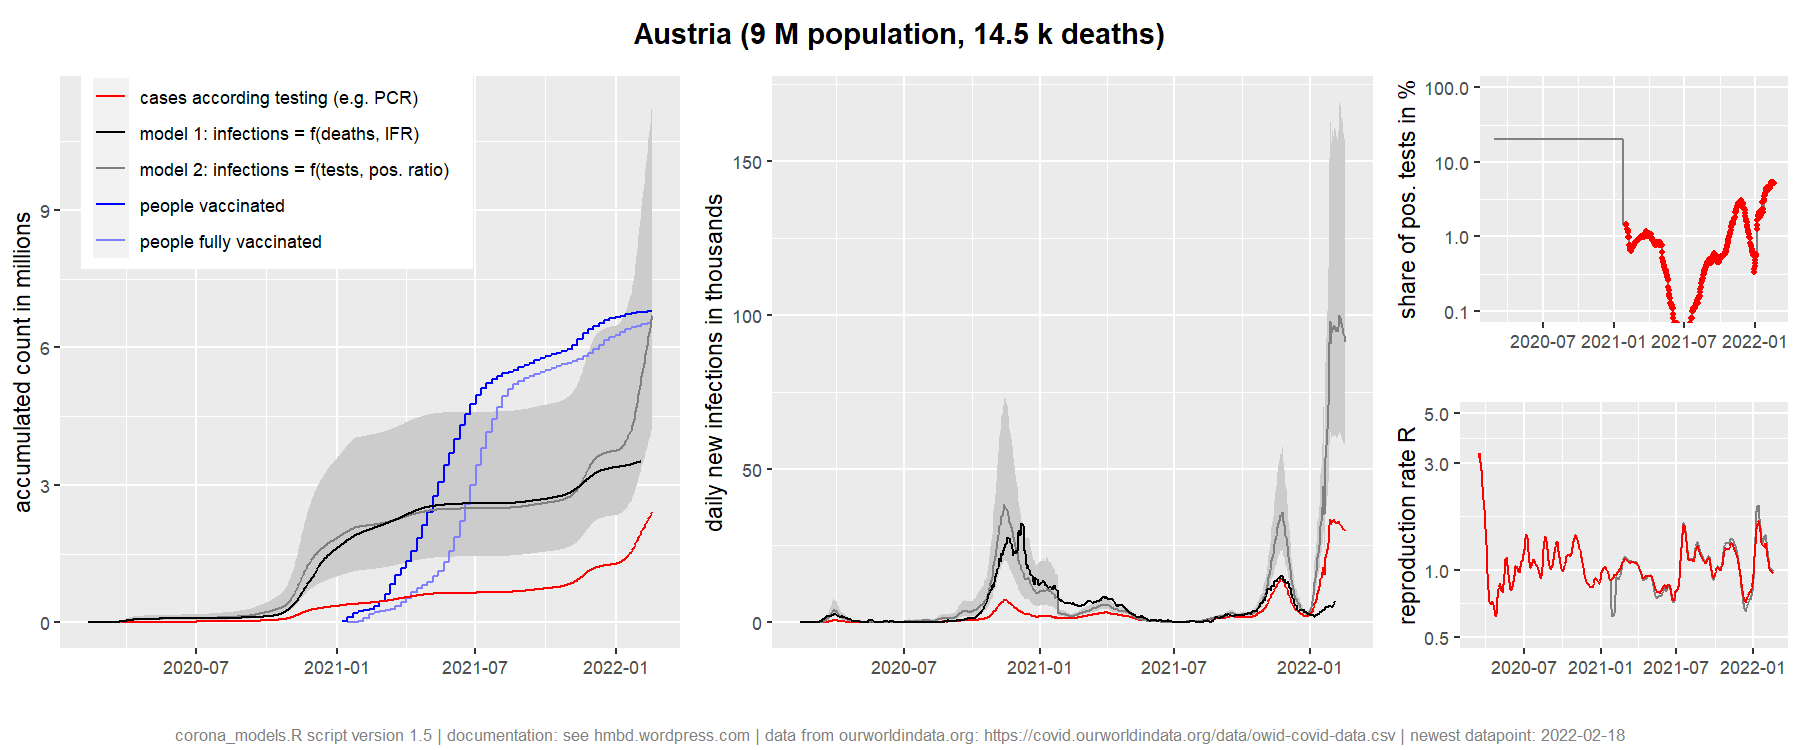 Austria (9 M population, 14.5 k deaths)
cases according testing (e.g. PCR)
model 1: infections = f(deaths, IFR)
model 2: infections = f(tests, pos. ratio)
people vaccinated
people fully vaccinated
accumulated count in millions
9
6
3
0
2020-07
2021-01
2021-07
2022-01
daily new infections in thousands
150
100
50
0
2020-07
2021-01
2021-07
2022-01
share of pos. tests in %
100.0
10.0
1.0
0.1
2020-07
2021-01
2021-07
2022-01
reproduction rate R
5.0
3.0
1.0
0.5
2020-07
2021-01
2021-07
2022-01
corona_models.R script version 1.5 | documentation: see hmbd.wordpress.com | data from ourworldindata.org: https://covid.ourworldindata.org/data/owid-covid-data.csv | newest datapoint: 2022-02-18